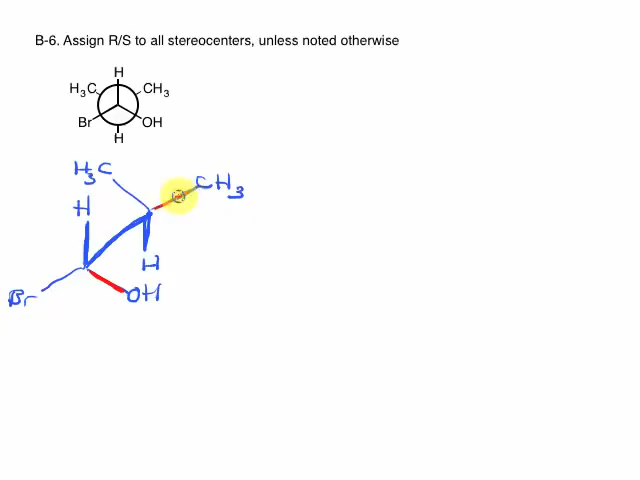 B-6. Assign R/S to all stereocenters, unless noted otherwise
H
H3C CH3
Br OH
H
H3C CH3
H
H
Br OH